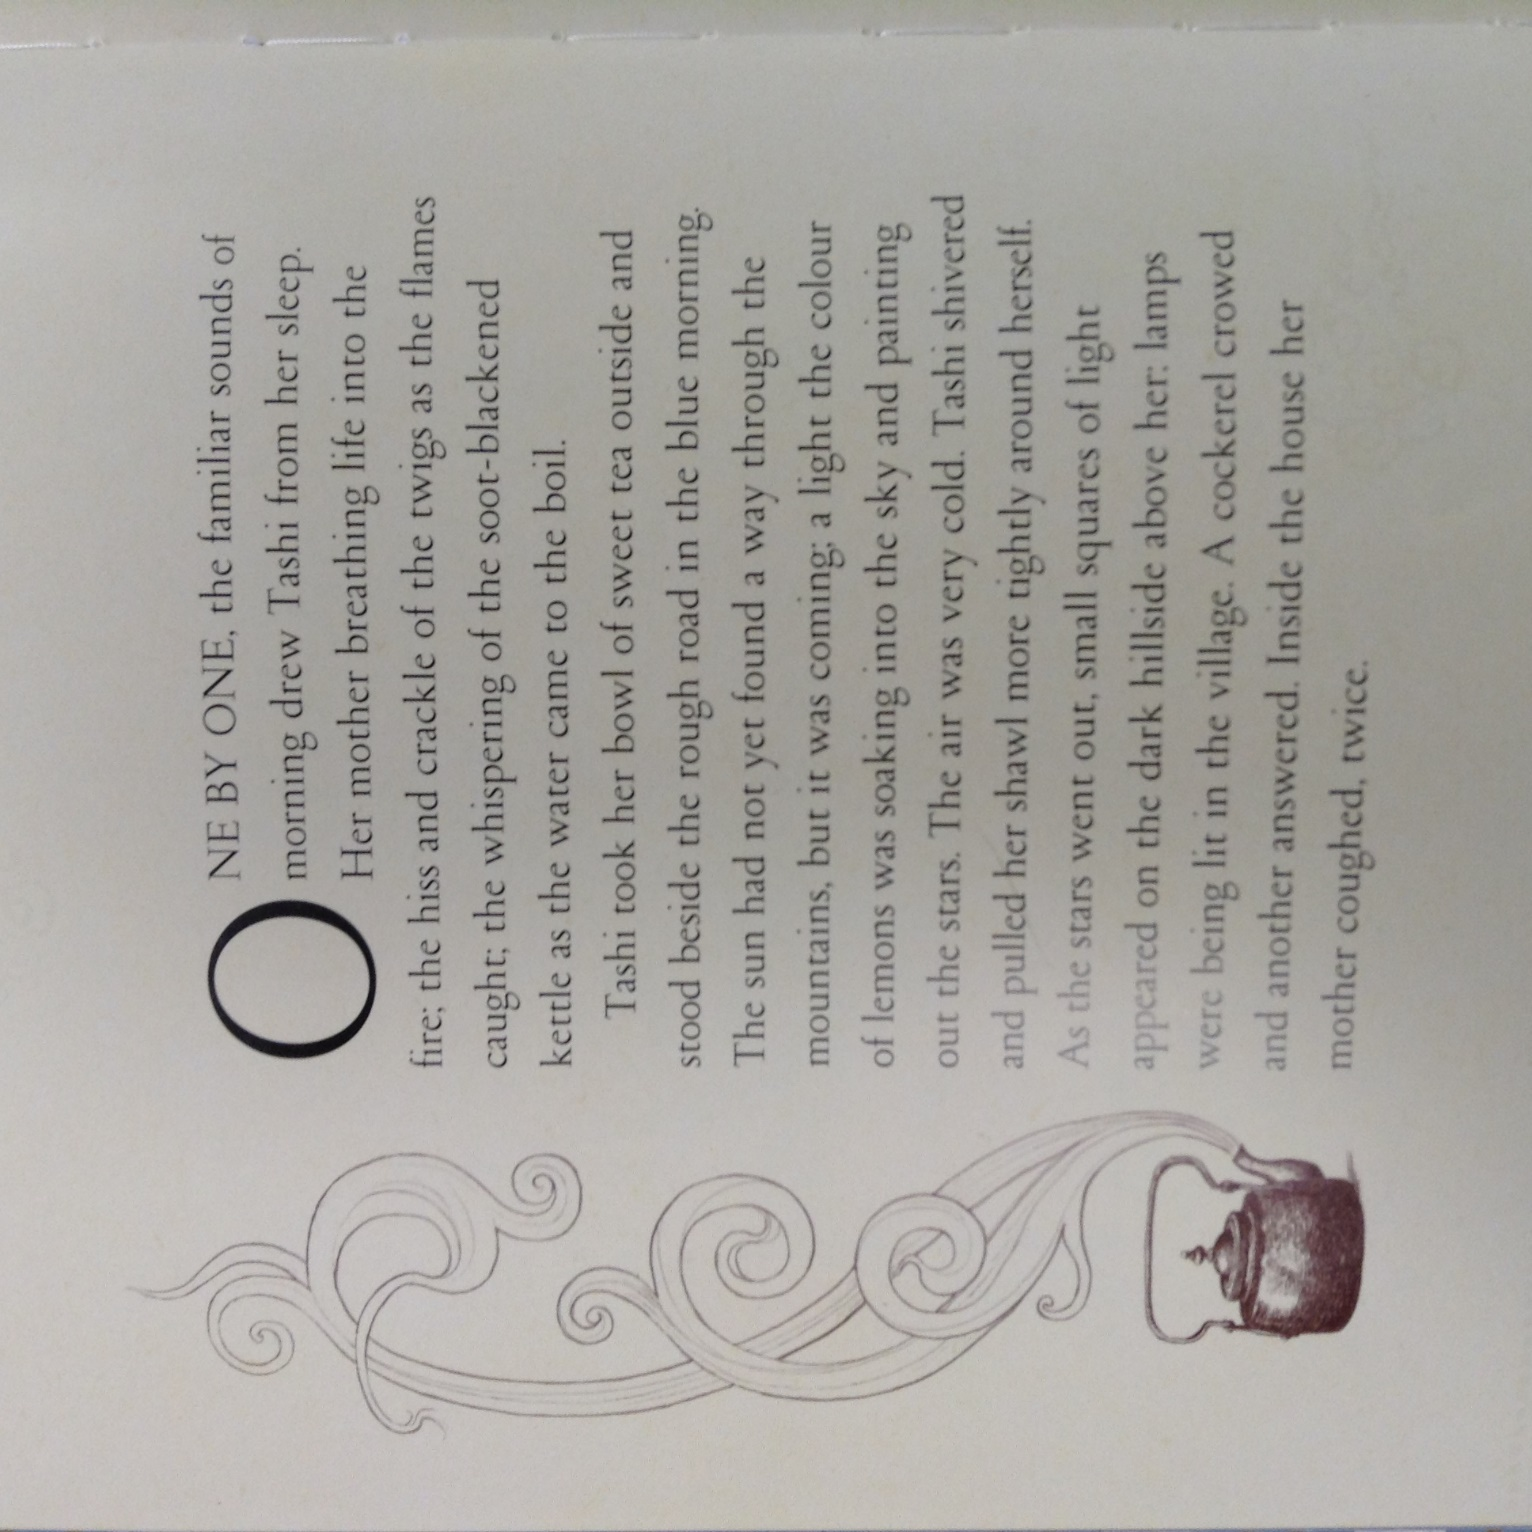 ONE BY ONE, the familiar sounds of
morning drew Tashi from her sleep.
Her mother breathing life into the
fire; the hiss and crackle of the twigs as the flames
caught; the whispering of the soot-blackened
kettle as the water came to the boil.
Tashi took her bowl of sweet tea outside and
stood beside the rough road in the blue morning.
The sun had not yet found a way through the
mountains, but it was coming; a light the colour
of lemons was soaking into the sky and painting
out the stars. The air was very cold. Tashi shivered
and pulled her shawl more tightly around herself.
As the stars went out, small squares of light
appeared on the dark hillside above her: lamps
were being lit in the village. A cockerel crowed
and another answered. Inside the house her
mother coughed, twice.